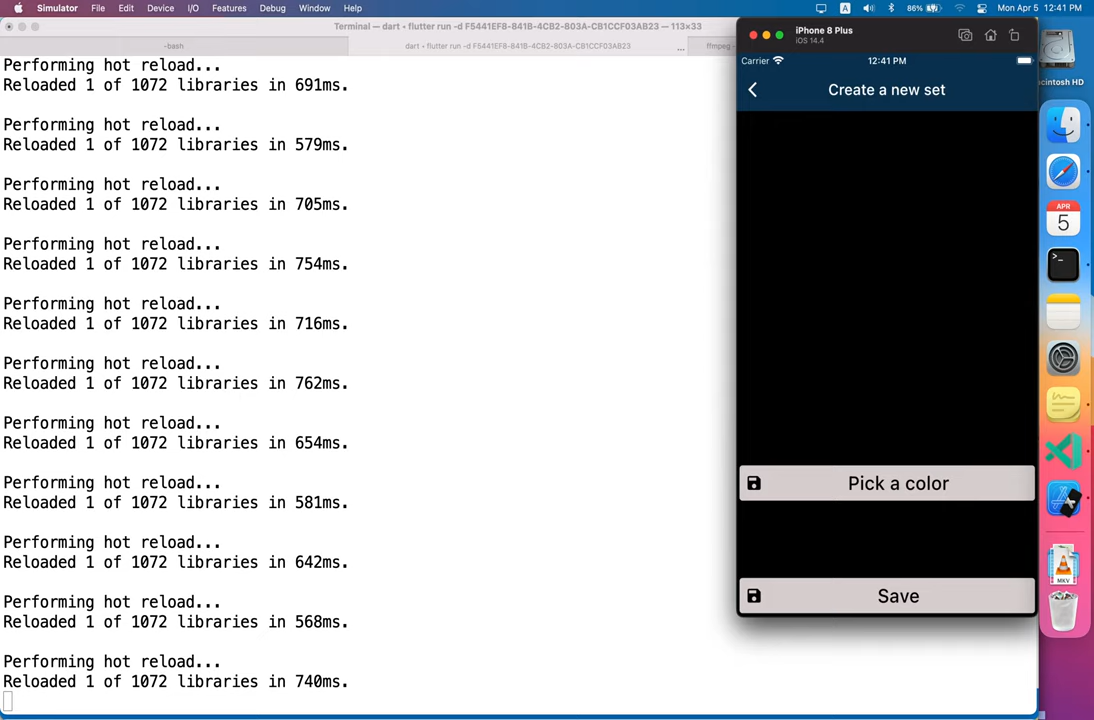 Simulator File Edit Device I/O Features Debug Window Help A 86% Mon Apr 5 12:41 PM
Terminal — dart • flutter run -d F5441EF8-841B-4CB2-803A-CB1CCF03AB23 — 113×33
-bash
dart • flutter run -d F5441EF8-841B-4CB2-803A-CB1CCF03AB23 ...
ffmpeg
Performing hot reload...
Reloaded 1 of 1072 libraries in 691ms.
Performing hot reload...
Reloaded 1 of 1072 libraries in 579ms.
Performing hot reload...
Reloaded 1 of 1072 libraries in 705ms.
Performing hot reload...
Reloaded 1 of 1072 libraries in 754ms.
Performing hot reload...
Reloaded 1 of 1072 libraries in 716ms.
Performing hot reload...
Reloaded 1 of 1072 libraries in 762ms.
Performing hot reload...
Reloaded 1 of 1072 libraries in 654ms.
Performing hot reload...
Reloaded 1 of 1072 libraries in 581ms.
Performing hot reload...
Reloaded 1 of 1072 libraries in 642ms.
Performing hot reload...
Reloaded 1 of 1072 libraries in 568ms.
Performing hot reload...
Reloaded 1 of 1072 libraries in 740ms.
iPhone 8 Plus
iOS 14.4
Carrier 12:41 PM
Create a new set
Pick a color
Save
acintosh HD
APR
5
>_
MKV